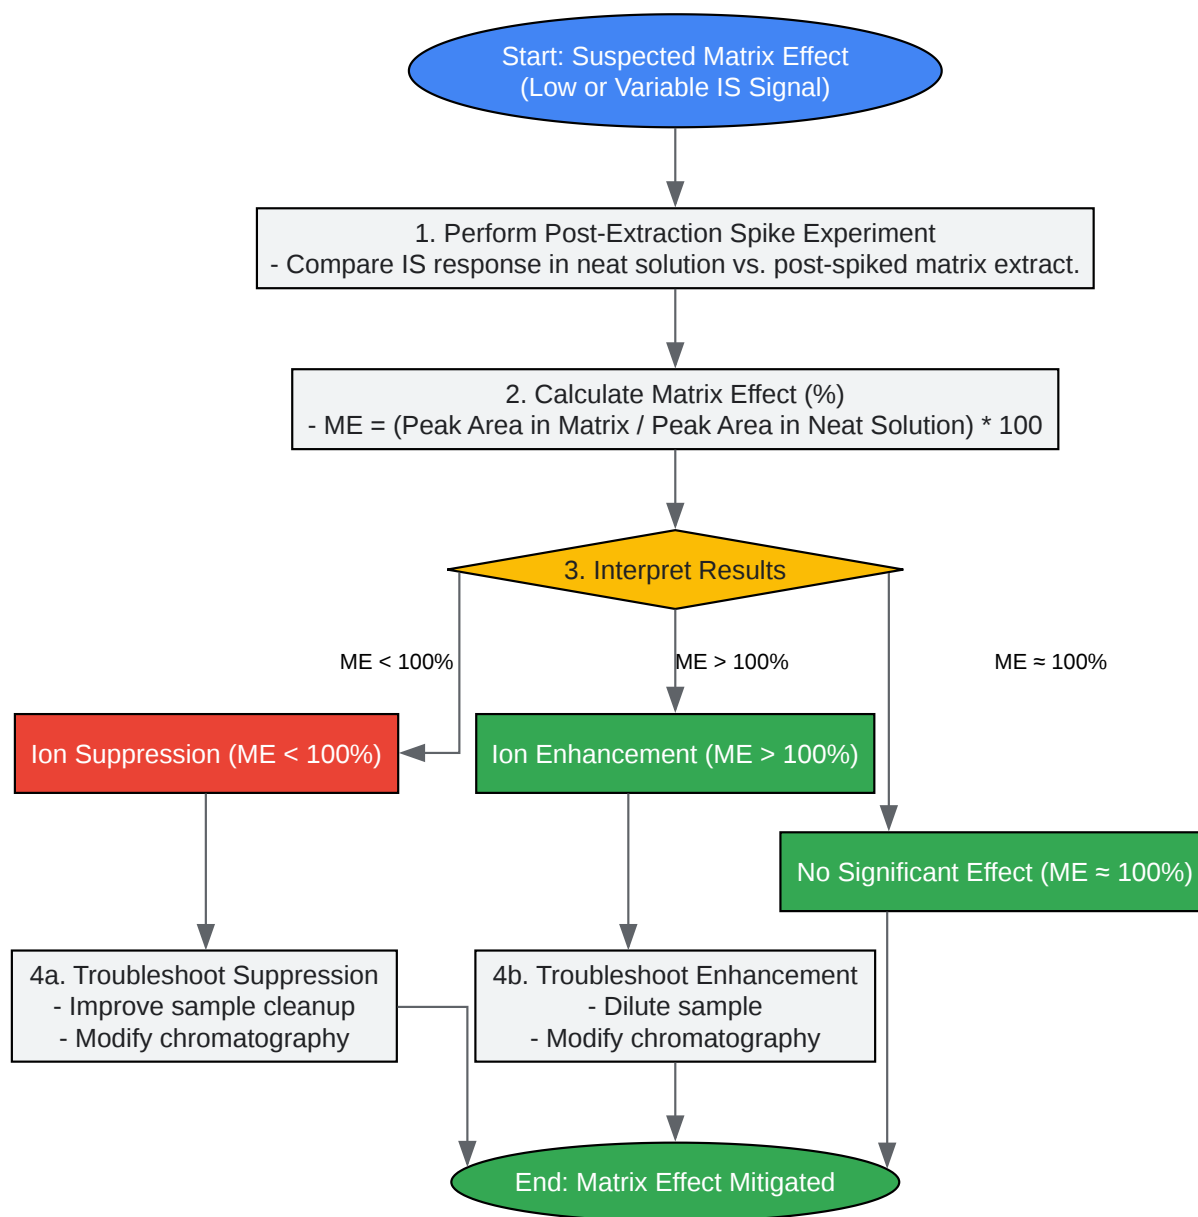 Start: Suspected Matrix Effect
(Low or Variable IS Signal)
1. Perform Post-Extraction Spike Experiment
- Compare IS response in neat solution vs. post-spiked matrix extract.
2. Calculate Matrix Effect (%)
- ME = (Peak Area in Matrix / Peak Area in Neat Solution) * 100
3. Interpret Results
ME < 100%
ME > 100%
ME ≈ 100%
Ion Suppression (ME < 100%)
Ion Enhancement (ME > 100%)
No Significant Effect (ME ≈ 100%)
4a. Troubleshoot Suppression
- Improve sample cleanup
- Modify chromatography
4b. Troubleshoot Enhancement
- Dilute sample
- Modify chromatography
End: Matrix Effect Mitigated